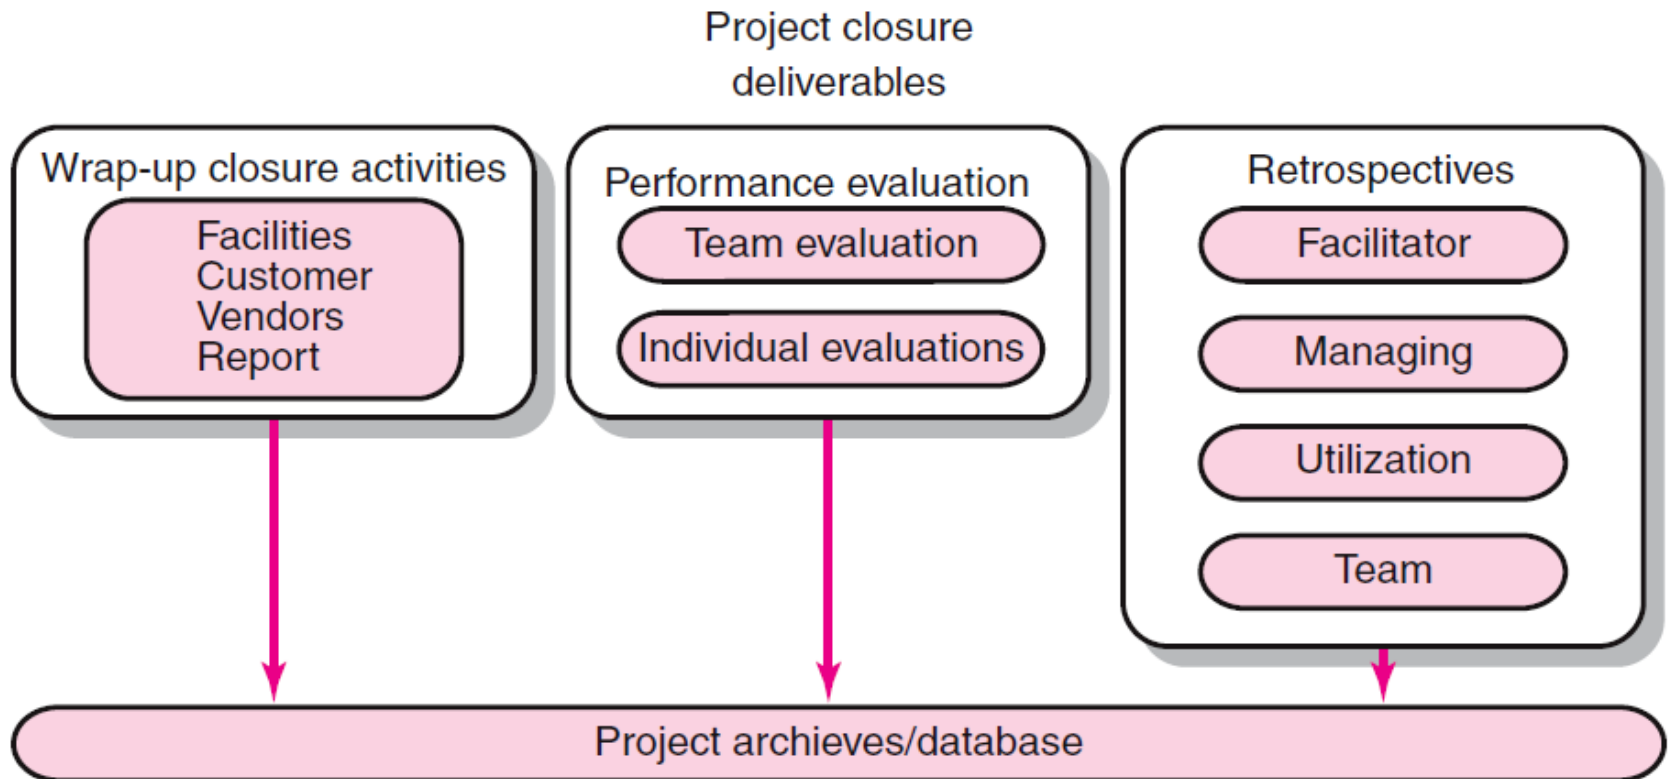 Project closure
deliverables
Wrap-up closure activities
Facilities
Customer
Vendors
Report
Performance evaluation
Team evaluation
Individual evaluations
Retrospectives
Facilitator
Managing
Utilization
Team
Project archieves/database